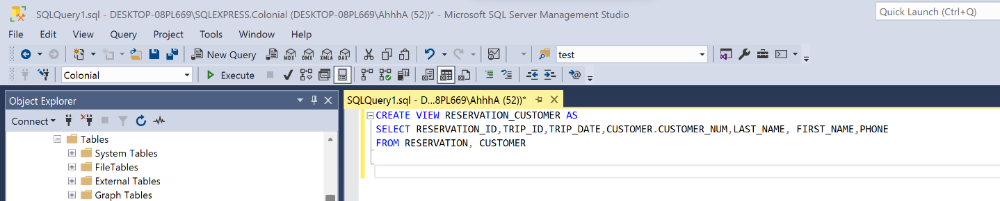 SQLQuery1.sql - DESKTOP-08PL669\SQLEXPRESS.Colonial (DESKTOP-08PL669\AhhhA (52))* - Microsoft SQL Server Management Studio
Quick Launch (Ctrl+Q)
File Edit View Query Project Tools Window Help
New Query MDX DMX XMLA DAX test
Colonial Execute
Object Explorer
SQLQuery1.sql - D...8PL669\AhhhA (52))*
Connect
Tables
System Tables
FileTables
External Tables
Graph Tables
CREATE VIEW RESERVATION_CUSTOMER AS
SELECT RESERVATION_ID,TRIP_ID,TRIP_DATE,CUSTOMER.CUSTOMER_NUM,LAST_NAME, FIRST_NAME,PHONE
FROM RESERVATION, CUSTOMER